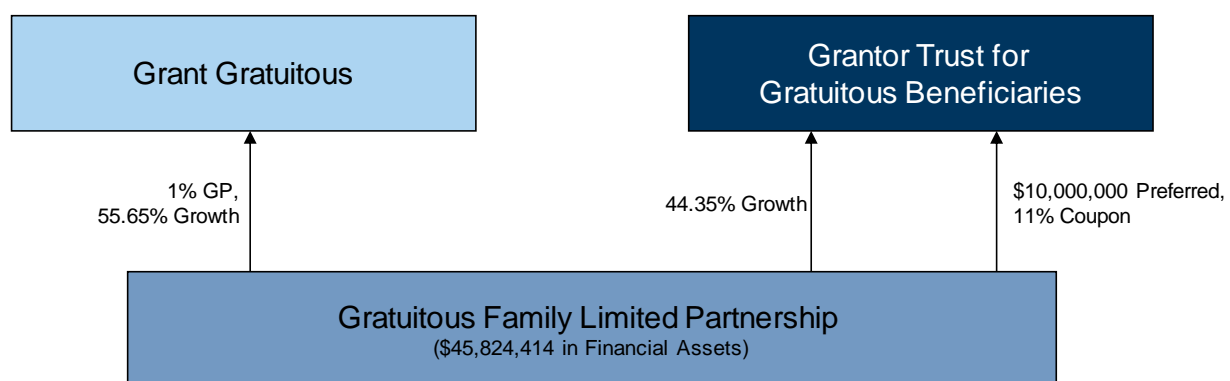 Grant Gratuitous
Grantor Trust for
Gratuitous Beneficiaries
1% GP,
55.65% Growth
44.35% Growth
$10,000,000 Preferred,
11% Coupon
Gratuitous Family Limited Partnership
($45,824,414 in Financial Assets)